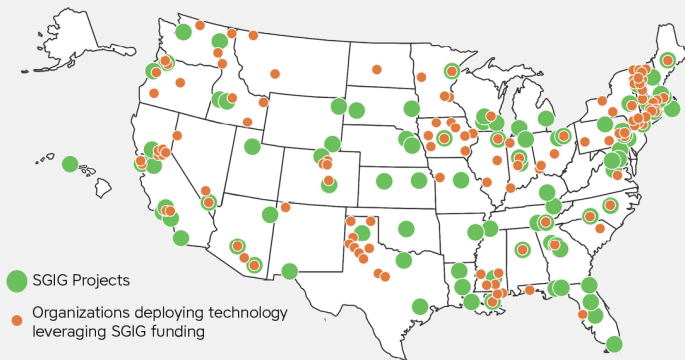 SGIG Projects
Organizations deploying technology
leveraging SGIG funding